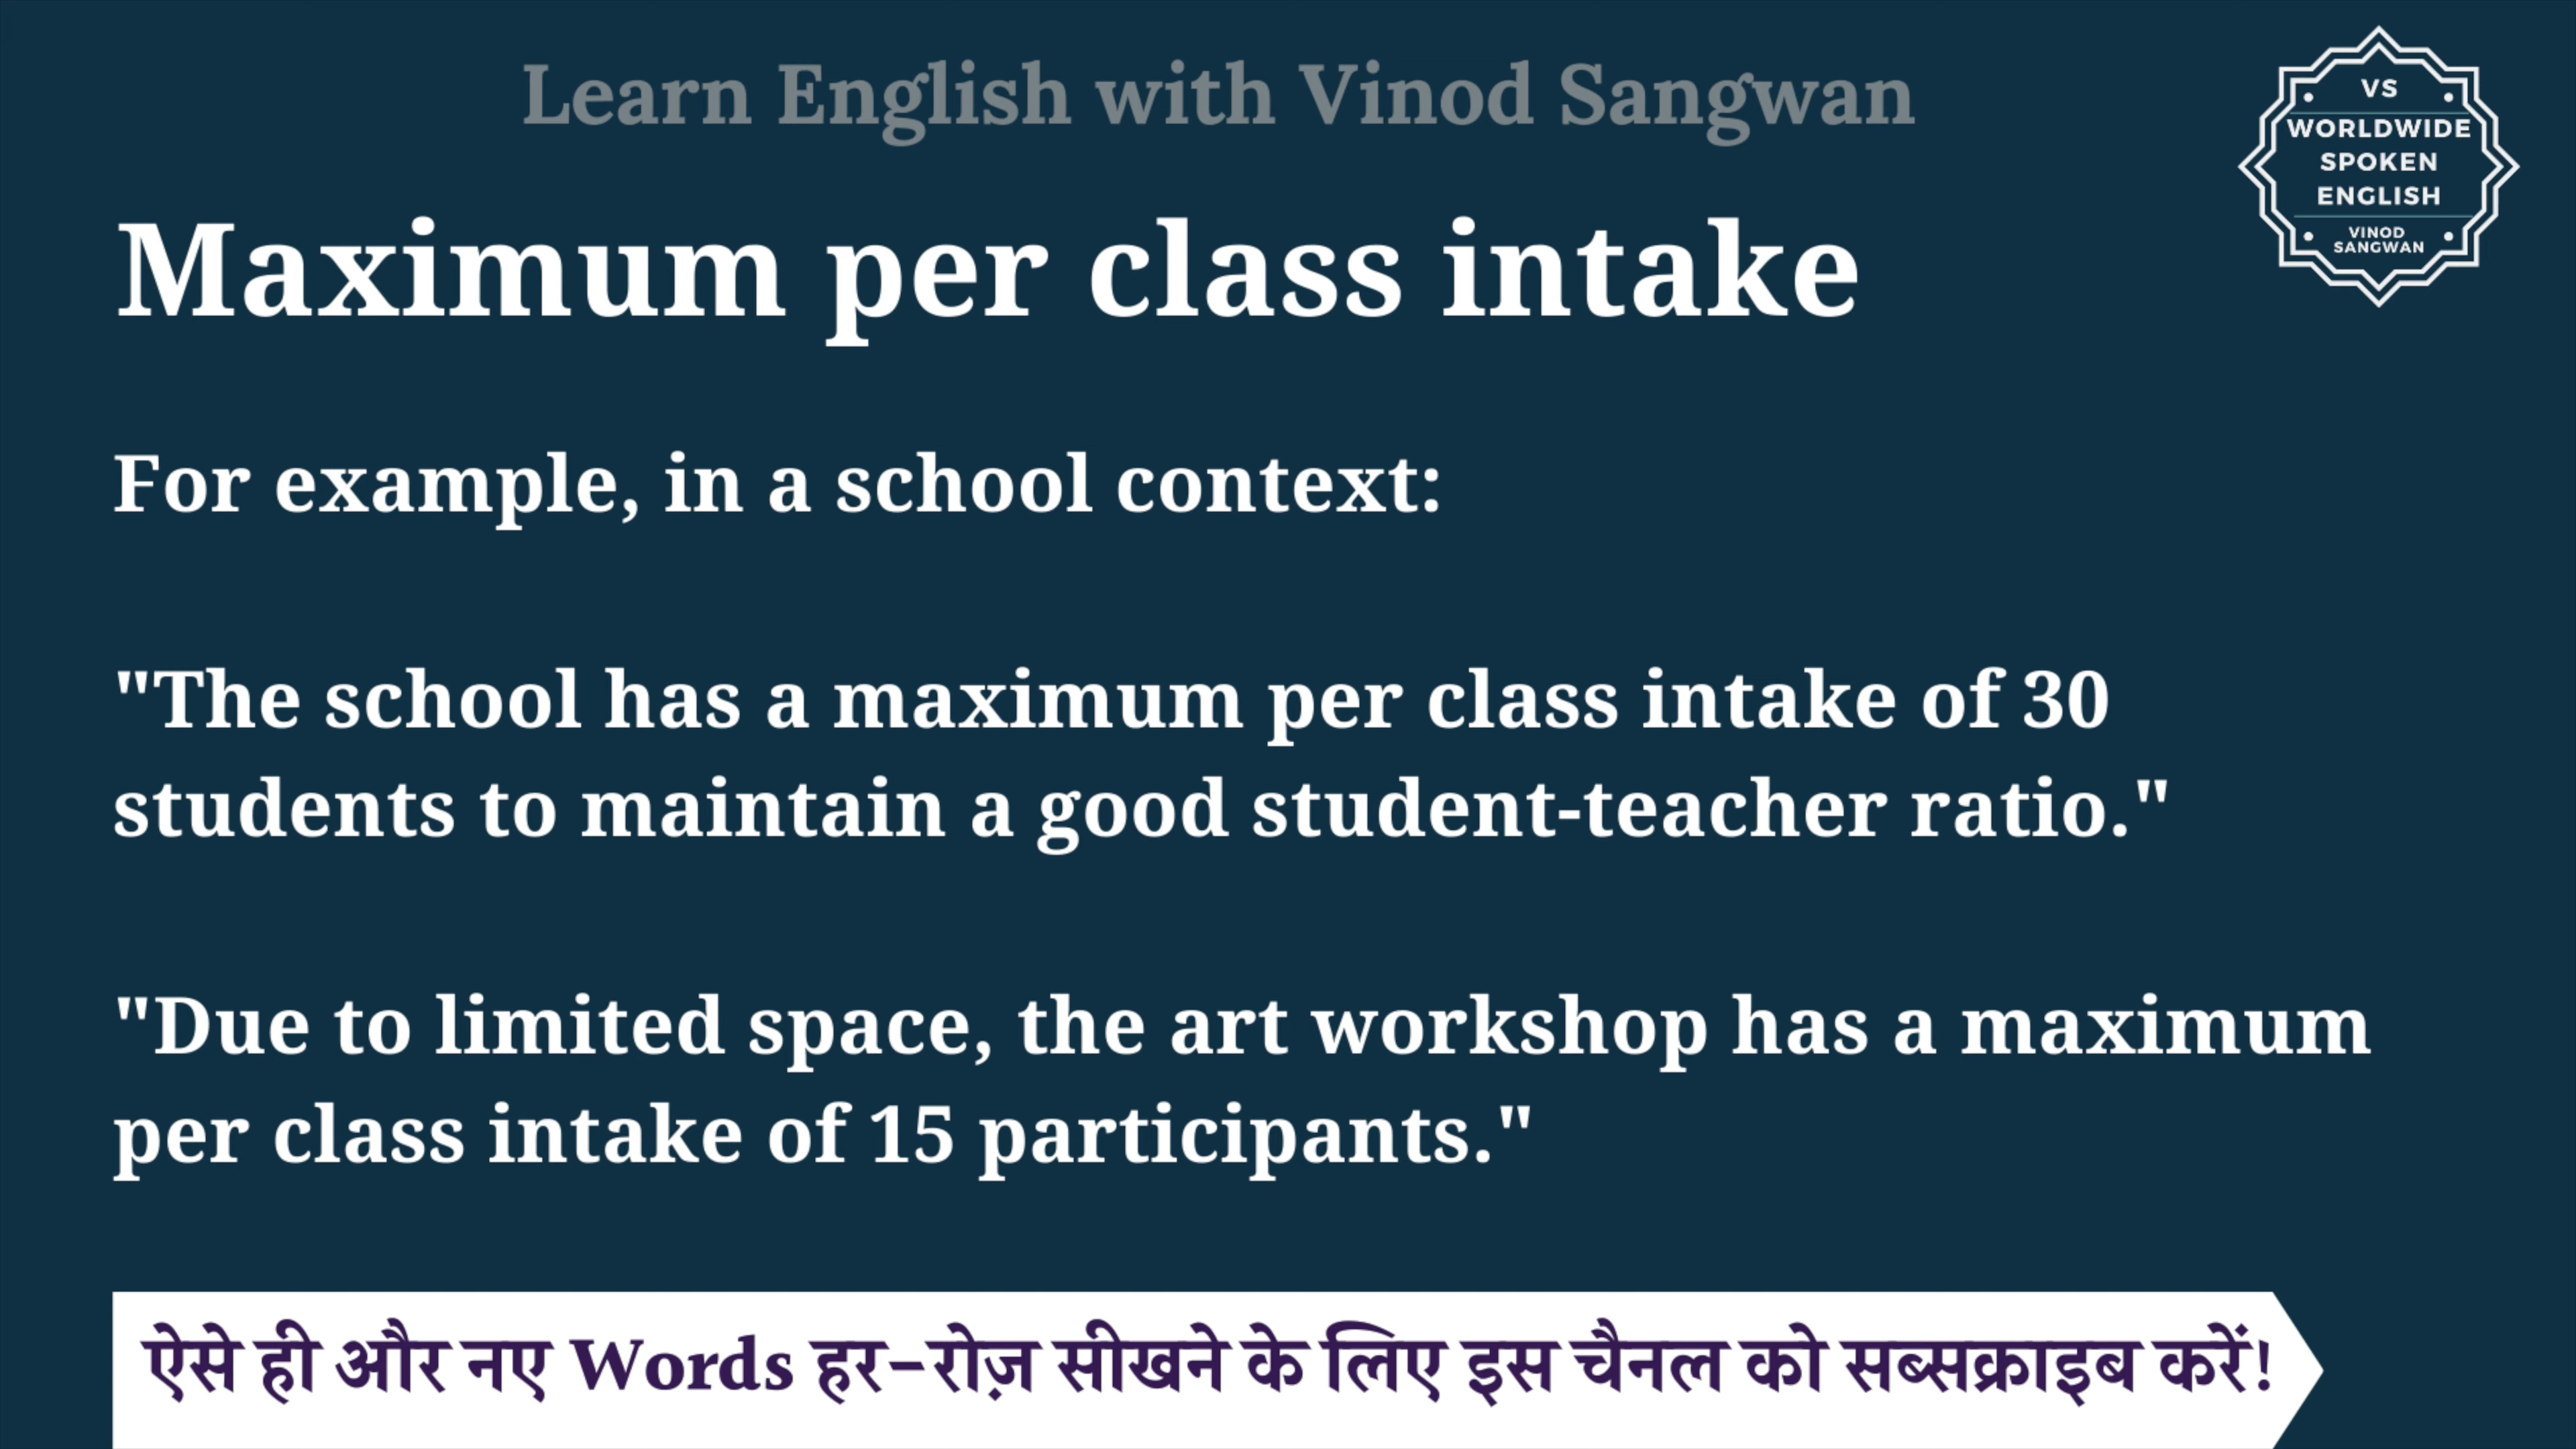 Learn English with Vinod Sangwan
VS
WORLDWIDE
SPOKEN
ENGLISH
VINOD
SANGWAN
Maximum per class intake
For example, in a school context:
"The school has a maximum per class intake of 30
students to maintain a good student-teacher ratio."
"Due to limited space, the art workshop has a maximum
per class intake of 15 participants."
ऐसे ही और नए Words हर-रोज़ सीखने के लिए इस चैनल को सब्सक्राइब करें!